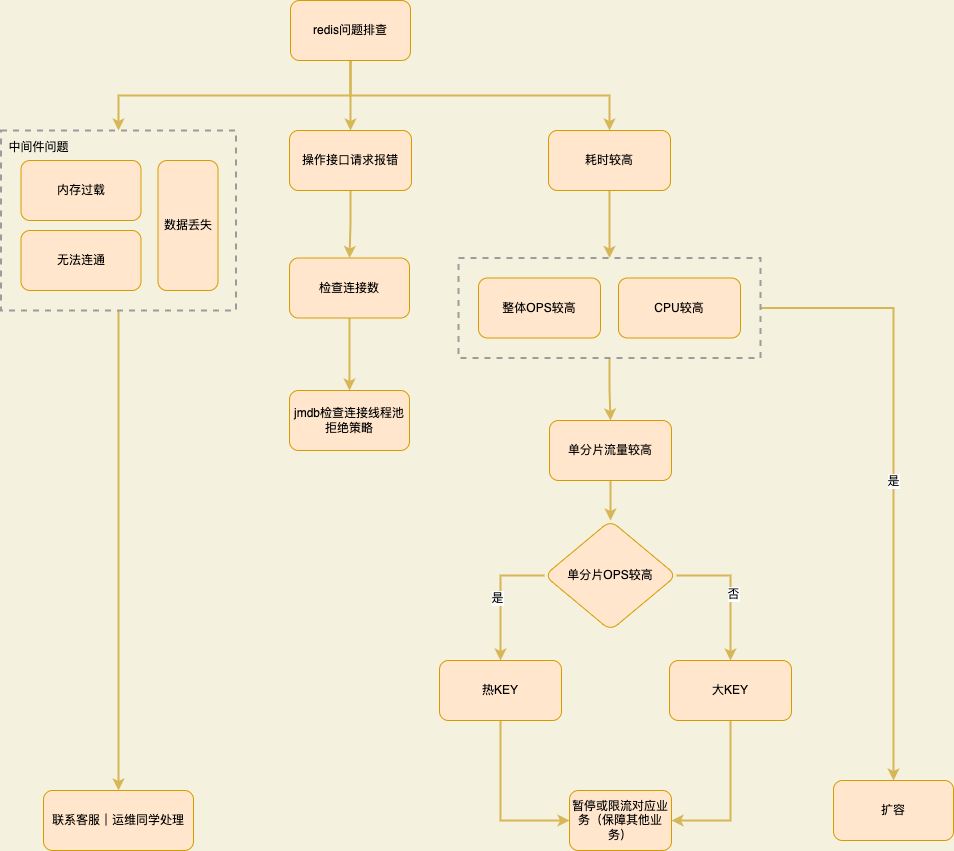 redis问题排查
中间件问题
内存过载
数据丢失
无法连通
操作接口请求报错
耗时较高
检查连接数
整体OPS较高
CPU较高
jmdb检查连接线程池
拒绝策略
单分片流量较高
是
单分片OPS较高
是
否
热KEY
大KEY
联系客服｜运维同学处理
暂停或限流对应业
务（保障其他业
务）
扩容